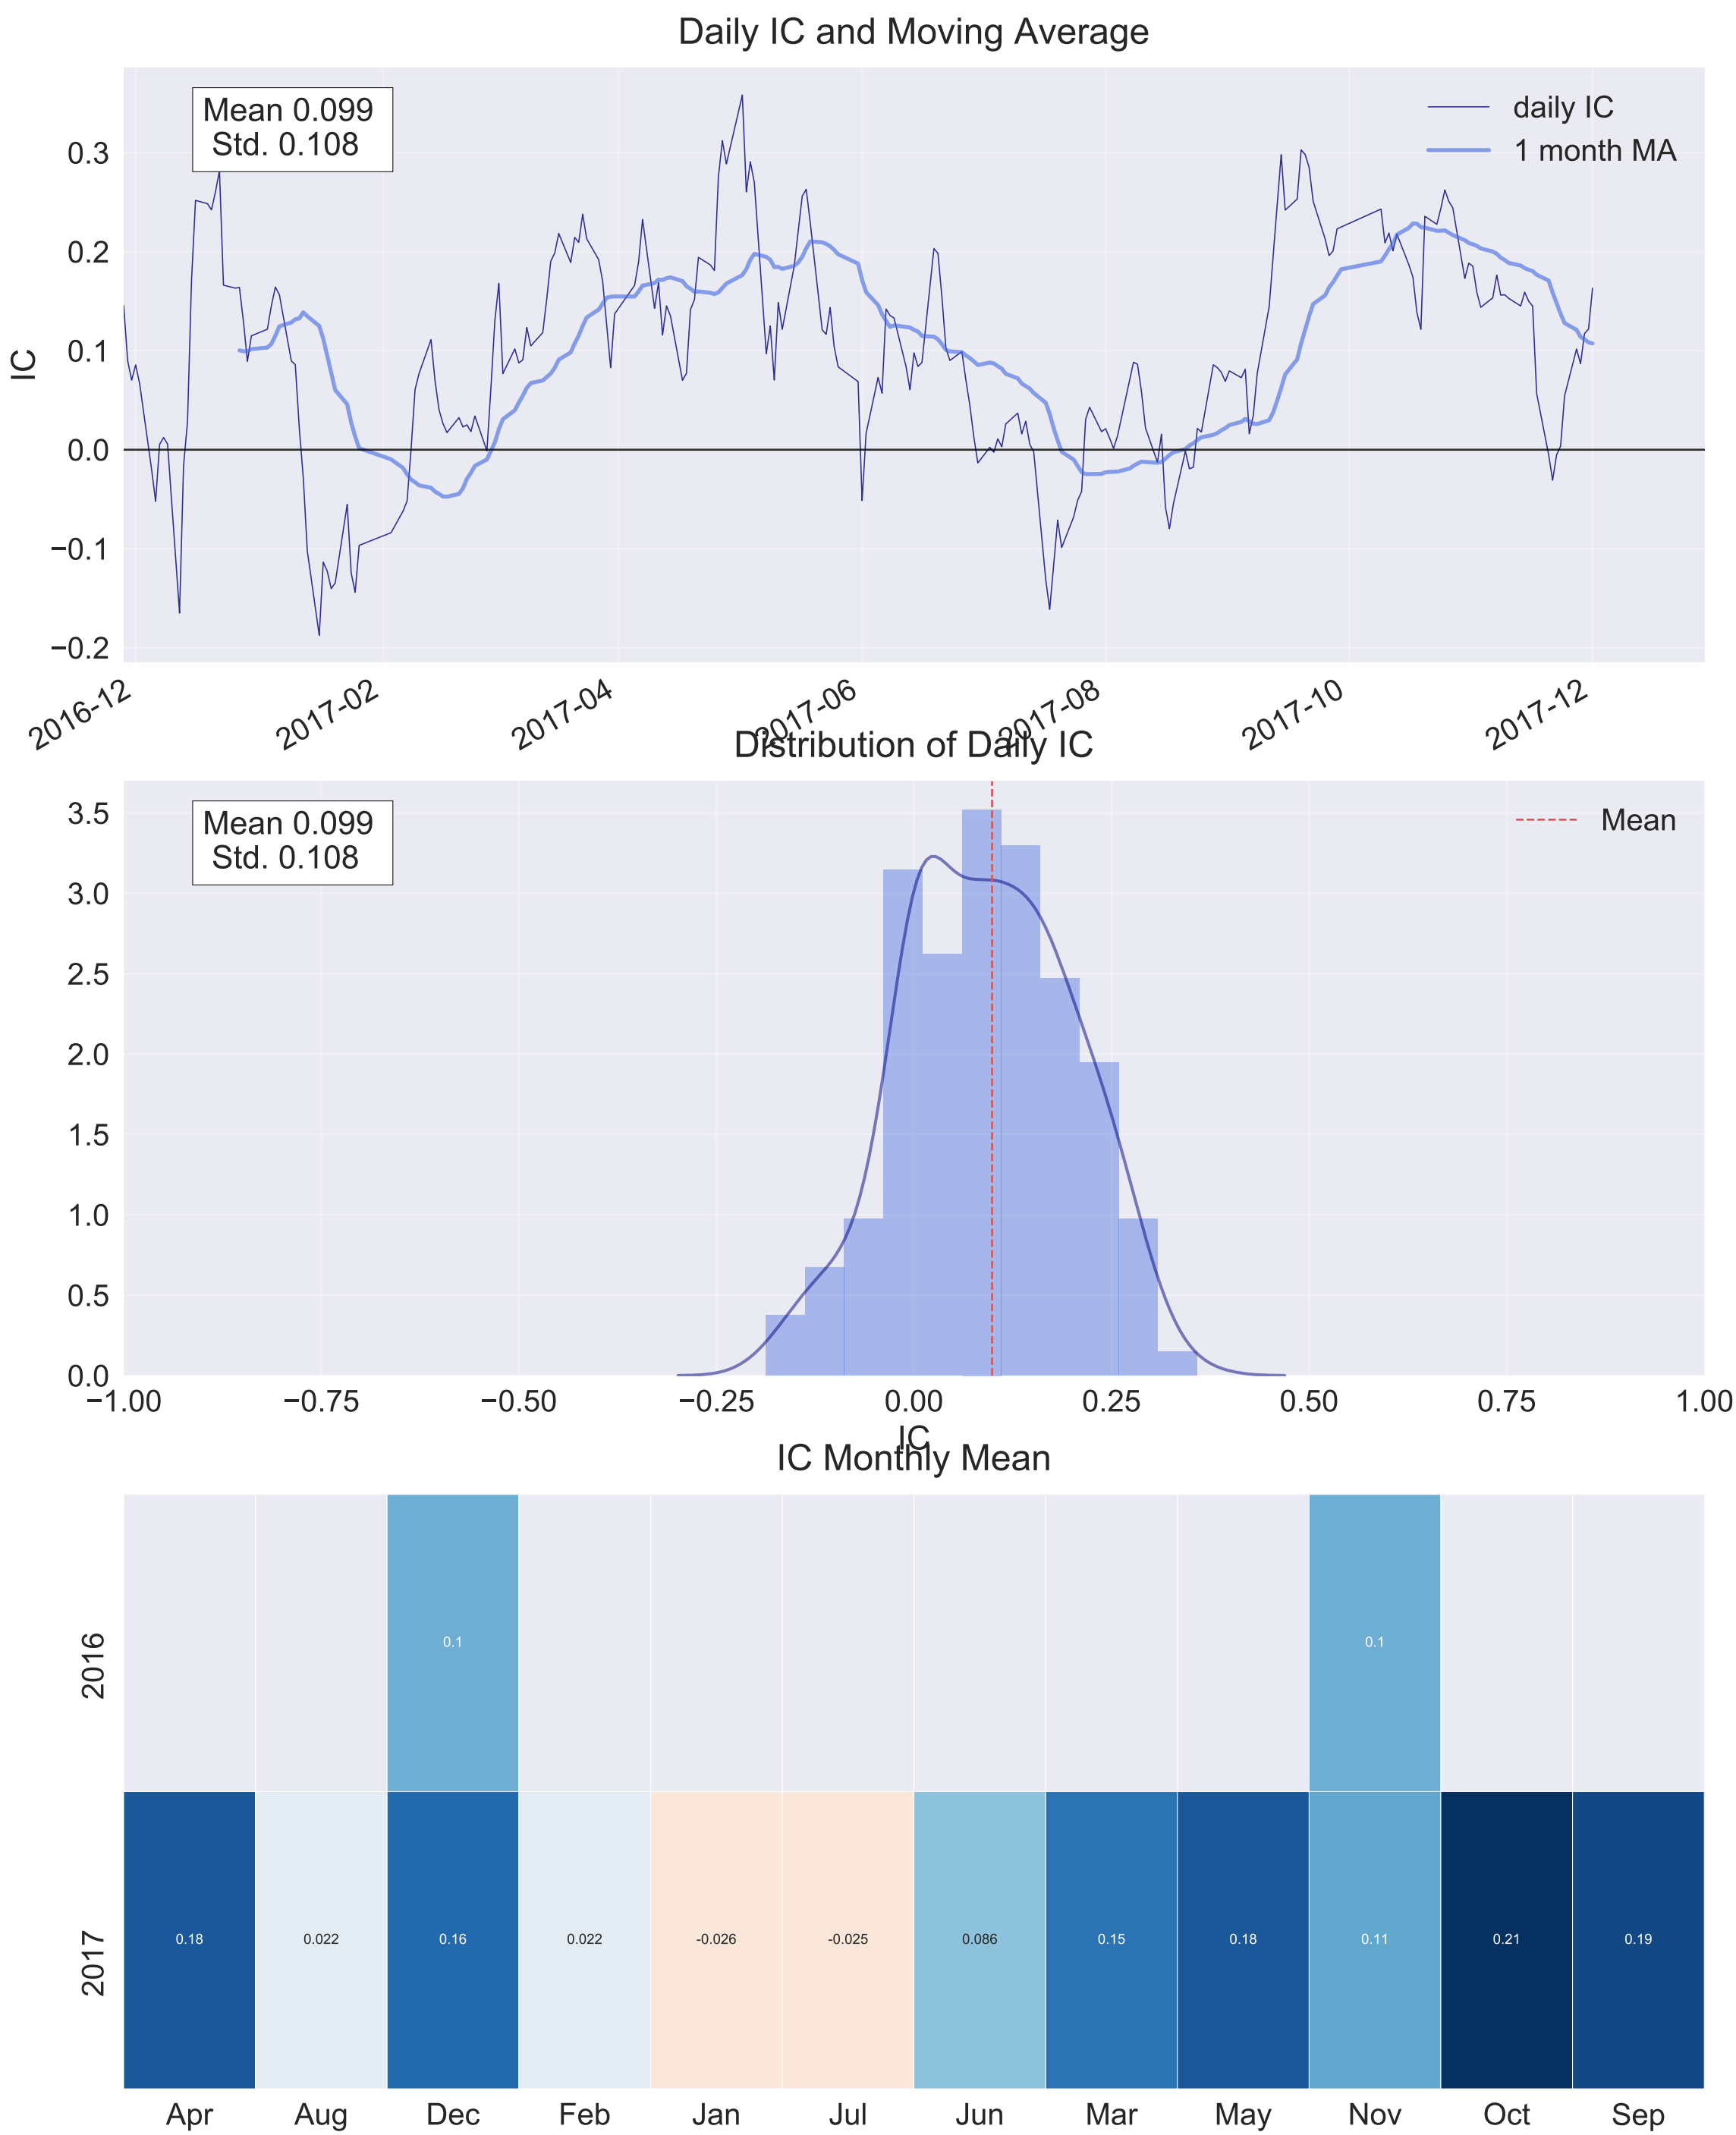 Daily IC and Moving Average
Mean 0.099
Std. 0.108
daily IC
1 month MA
IC
0.3
0.2
0.1
0.0
−0.1
−0.2
2016-12 2017-02 2017-04 2017-06 2017-08 2017-10 2017-12
Distribution of Daily IC
Mean 0.099
Std. 0.108
Mean
3.5
3.0
2.5
2.0
1.5
1.0
0.5
0.0
−1.00 −0.75 −0.50 −0.25 0.00 0.25 0.50 0.75 1.00
IC
IC Monthly Mean
2016
0.1 0.1
2017
0.18 0.022 0.16 0.022 -0.026 -0.025 0.086 0.15 0.18 0.11 0.21 0.19
Apr Aug Dec Feb Jan Jul Jun Mar May Nov Oct Sep